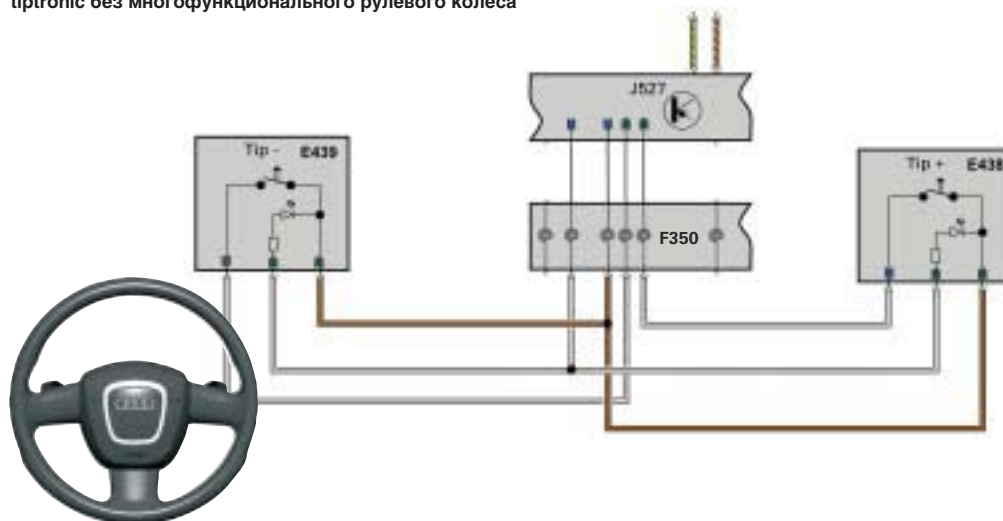 tiptronic без многофункционального рулевого колеса
J527
Tip - E439
Tip + E438
F350